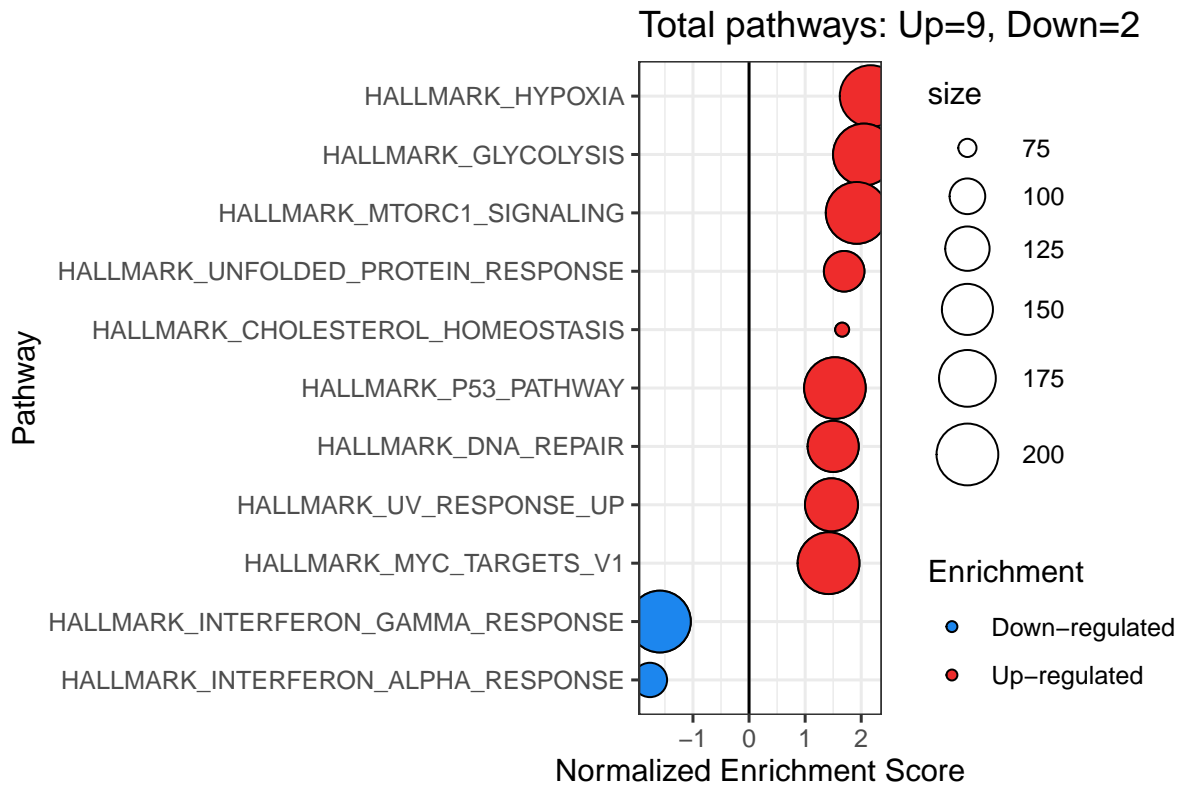 Total pathways: Up=9, Down=2
HALLMARK_HYPOXIA
HALLMARK_GLYCOLYSIS
HALLMARK_MTORC1_SIGNALING
HALLMARK_UNFOLDED_PROTEIN_RESPONSE
HALLMARK_CHOLESTEROL_HOMEOSTASIS
HALLMARK_P53_PATHWAY
HALLMARK_DNA_REPAIR
HALLMARK_UV_RESPONSE_UP
HALLMARK_MYC_TARGETS_V1
HALLMARK_INTERFERON_GAMMA_RESPONSE
HALLMARK_INTERFERON_ALPHA_RESPONSE
Pathway
−1 0 1 2
Normalized Enrichment Score
size
75
100
125
150
175
200
Enrichment
Down−regulated
Up−regulated